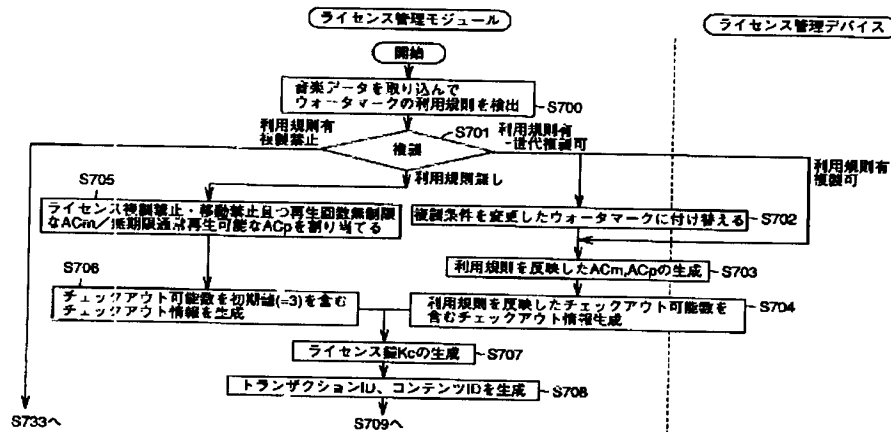 ライセンス管理モジュール
ライセンス管理デバイス
開始
音楽データを取り込んで
ウォータマークの利用規則を検出
S700
S701
利用規則有
複製禁止
複製
利用規則有
一世代複製可
利用規則有
複製可
利用規則無し
S705
ライセンス複製禁止・移動禁止且つ再生回数無制限
なACm／無期限通常再生可能なACpを割り当てる
複製条件を変更したウォータマークに付け替える
S702
利用規則を反映したACm,ACpの生成
S703
S706
チェックアウト可能数を初期値(=3)を含む
チェックアウト情報を生成
利用規則を反映したチェックアウト可能数を
含むチェックアウト情報生成
S704
ライセンス鍵Kcの生成
S707
トランザクションID、コンテンツIDを生成
S708
S733へ
S709へ